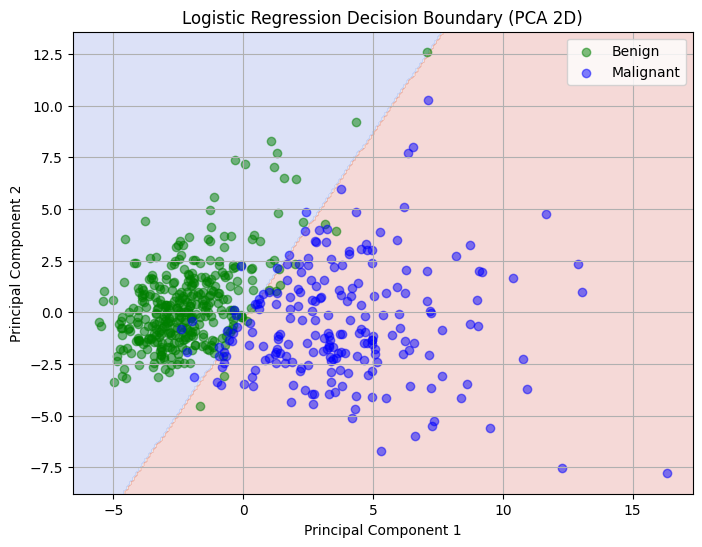 Logistic Regression Decision Boundary (PCA 2D)
Benign
Malignant
12.5
10.0
7.5
5.0
2.5
0.0
−2.5
−5.0
−7.5
Principal Component 2
−5
0
5
10
15
Principal Component 1